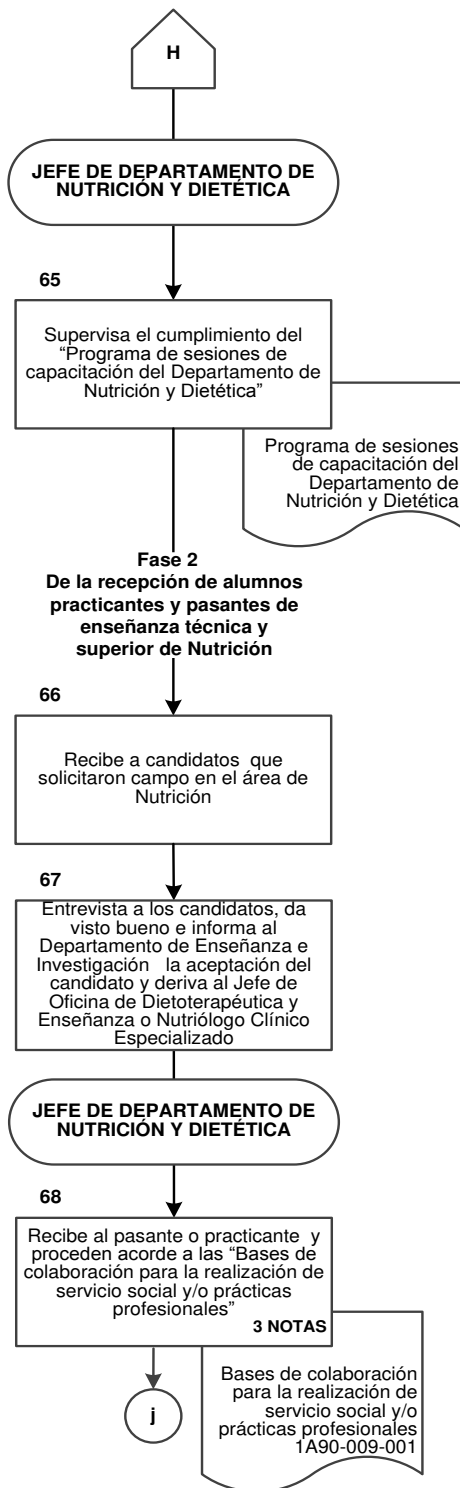 H
JEFE DE DEPARTAMENTO DE
NUTRICIÓN Y DIETÉTICA
65
Supervisa el cumplimiento del
“Programa de sesiones de
capacitación del Departamento de
Nutrición y Dietética”
Programa de sesiones
de capacitación del
Departamento de
Nutrición y Dietética
Fase 2
De la recepción de alumnos
practicantes y pasantes de
enseñanza técnica y
superior de Nutrición
66
Recibe a candidatos que
solicitaron campo en el área de
Nutrición
67
Entrevista a los candidatos, da
visto bueno e informa al
Departamento de Enseñanza e
Investigación la aceptación del
candidato y deriva al Jefe de
Oficina de Dietoterapéutica y
Enseñanza o Nutriólogo Clínico
Especializado
JEFE DE DEPARTAMENTO DE
NUTRICIÓN Y DIETÉTICA
68
Recibe al pasante o practicante y
proceden acorde a las “Bases de
colaboración para la realización de
servicio social y/o prácticas
profesionales”
3 NOTAS
Bases de colaboración
para la realización de
servicio social y/o
prácticas profesionales
1A90-009-001
j